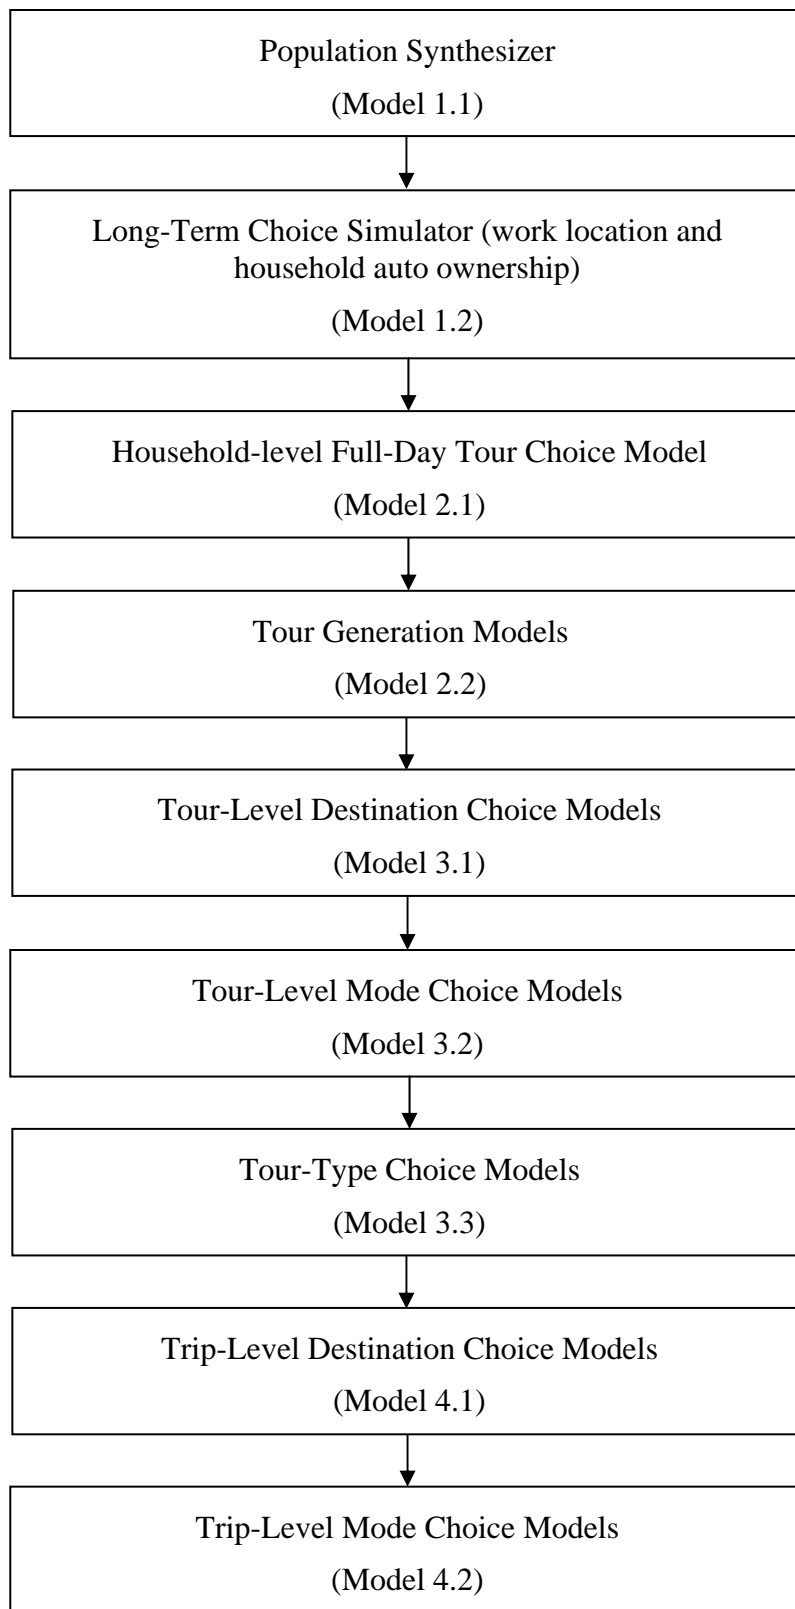 Population Synthesizer
(Model 1.1)
Long-Term Choice Simulator (work location and
household auto ownership)
(Model 1.2)
Household-level Full-Day Tour Choice Model
(Model 2.1)
Tour Generation Models
(Model 2.2)
Tour-Level Destination Choice Models
(Model 3.1)
Tour-Level Mode Choice Models
(Model 3.2)
Tour-Type Choice Models
(Model 3.3)
Trip-Level Destination Choice Models
(Model 4.1)
Trip-Level Mode Choice Models
(Model 4.2)